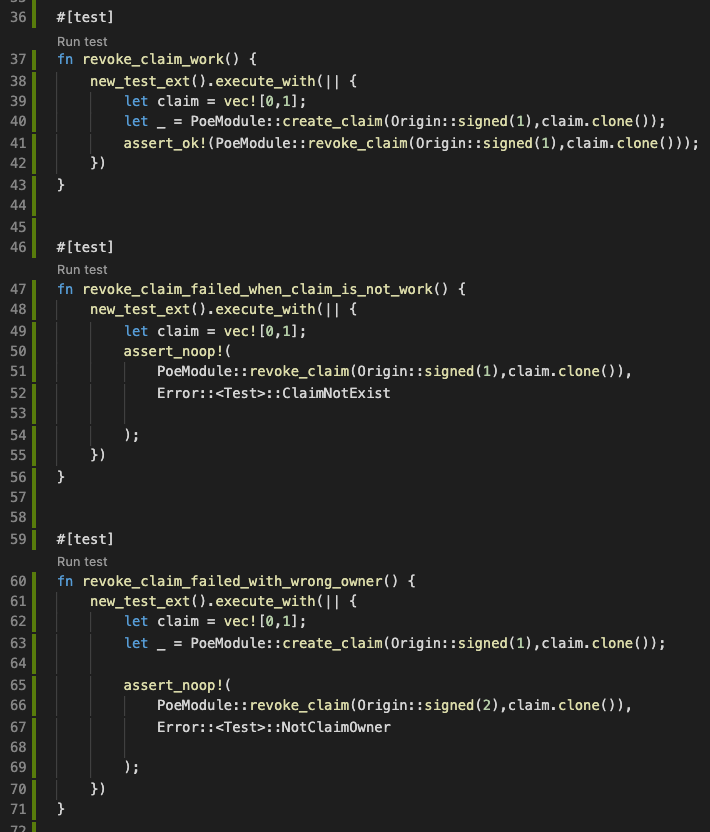 36 #[test]
Run test
37 fn revoke_claim_work() {
38 new_test_ext().execute_with(|| {
39 let claim = vec![0,1];
40 let _ = PoeModule::create_claim(Origin::signed(1),claim.clone());
41 assert_ok!(PoeModule::revoke_claim(Origin::signed(1),claim.clone()));
42 })
43 }
44
45
46 #[test]
Run test
47 fn revoke_claim_failed_when_claim_is_not_work() {
48 new_test_ext().execute_with(|| {
49 let claim = vec![0,1];
50 assert_noop!(
51 PoeModule::revoke_claim(Origin::signed(1),claim.clone()),
52 Error::<Test>::ClaimNotExist
53
54 );
55 })
56 }
57
58
59 #[test]
Run test
60 fn revoke_claim_failed_with_wrong_owner() {
61 new_test_ext().execute_with(|| {
62 let claim = vec![0,1];
63 let _ = PoeModule::create_claim(Origin::signed(1),claim.clone());
64
65 assert_noop!(
66 PoeModule::revoke_claim(Origin::signed(2),claim.clone()),
67 Error::<Test>::NotClaimOwner
68
69 );
70 })
71 }
72